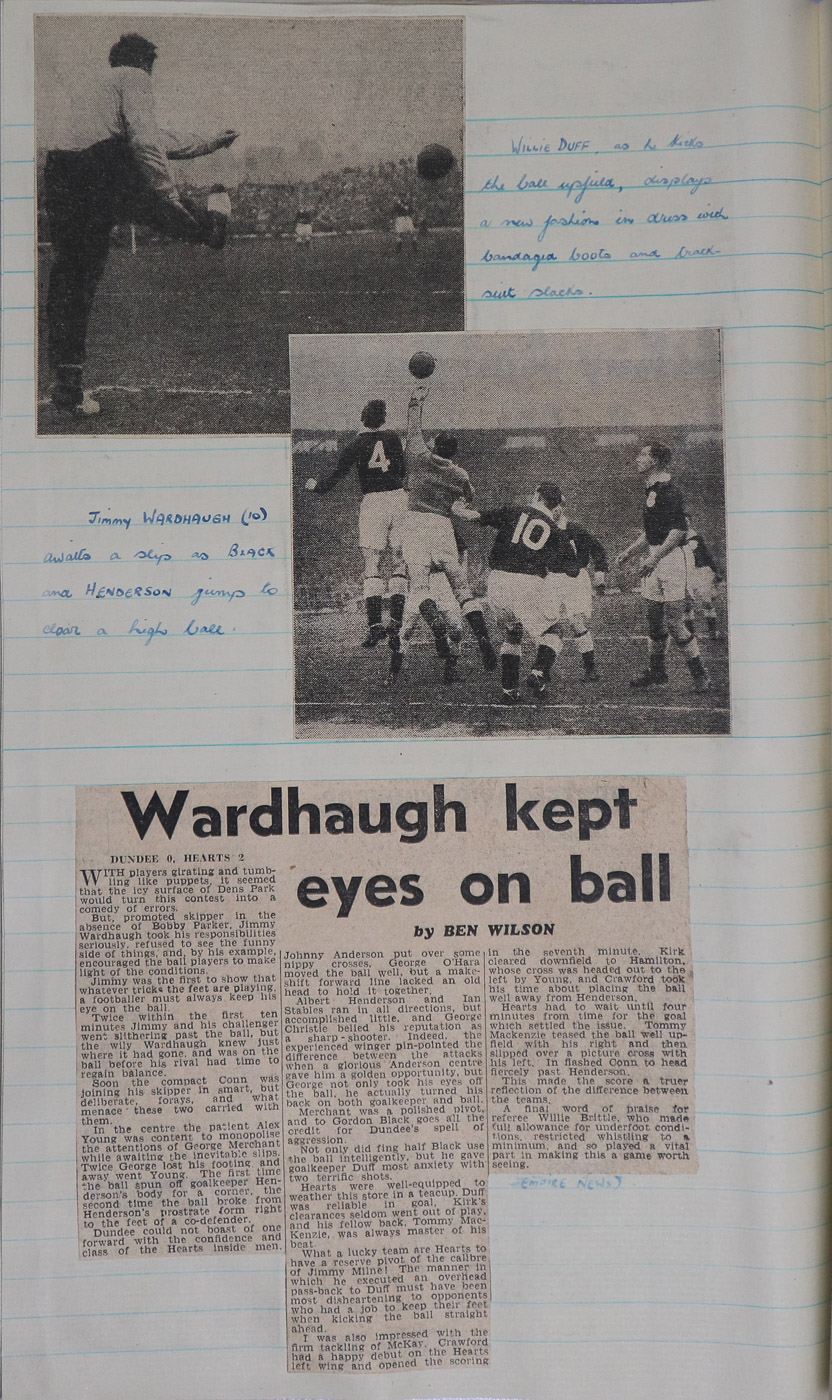 WILLIE DUFF, as he kicks
the ball upfield, displays
a new fashion in dress with
bandaged boots and track-
suit slacks.
4
10
8
Jimmy WARDHAUGH (10)
awaits a slip as BLACK
and HENDERSON jump to
clear a high ball.
Wardhaugh kept
eyes on ball
by BEN WILSON
DUNDEE 0, HEARTS 2
WITH players girating and tumb-
ling like puppets, it seemed
that the icy surface of Dens Park
would turn this contest into a
comedy of errors.
But, promoted skipper in the
absence of Bobby Parker, Jimmy
Wardhaugh took his responsibilities
seriously, refused to see the funny
side of things, and, by his example,
encouraged the ball players to make
light of the conditions.
Jimmy was the first to show that
whatever tricks the feet are playing,
a footballer must always keep his
eye on the ball.
Twice within the first ten
minutes Jimmy and his challenger
went slithering past the ball, but
the wily Wardhaugh knew just
where it had gone, and was on the
ball before his rival had time to
regain balance.
Soon the compact Conn was
joining his skipper in smart, but
deliberate, forays, and what
menace these two carried with
them.
In the centre the patient Alex
Young was content to monopolise
the attentions of George Merchant
while awaiting the inevitable slips.
Twice George lost his footing and
away went Young. The first time
the ball spun off goalkeeper Hen-
derson's body for a corner, the
second time the ball broke from
Henderson's prostrate form right
to the feet of a co-defender.
Dundee could not boast of one
forward with the confidence and
class of the Hearts inside men.
Johnny Anderson put over some
nippy crosses, George O'Hara
moved the ball well, but a make-
shift forward line lacked an old
head to hold it together.
Albert Henderson and Ian
Stables ran in all directions, but
accomplished little, and George
Christie belied his reputation as
a sharp-shooter. Indeed, the
experienced winger pin-pointed the
difference between the attacks
when a glorious Anderson centre
gave him a golden opportunity, but
George not only took his eyes off
the ball, he actually turned his
back on both goalkeeper and ball.
Merchant was a polished pivot,
and to Gordon Black goes all the
credit for Dundee's spell of
aggression.
Not only did fing half Black use
the ball intelligently, but he gave
goalkeeper Duff most anxiety with
two terrific shots.
Hearts were well-equipped to
weather this store in a teacup. Duff
was reliable in goal, Kirk's
clearances seldom went out of play,
and his fellow back, Tommy Mac-
Kenzie, was always master of his
beat.
What a lucky team are Hearts to
have a reserve pivot of the calibre
of Jimmy Milne! The manner in
which he executed an overhead
pass-back to Duff must have been
most disheartening to opponents
who had a job to keep their feet
when kicking the ball straight
ahead.
I was also impressed with the
firm tackling of McKay. Crawford
had a happy debut on the Hearts
left wing and opened the scoring
in the seventh minute. Kirk
cleared downfield to Hamilton,
whose cross was headed out to the
left by Young, and Crawford took
his time about placing the ball
well away from Henderson.
Hearts had to wait until four
minutes from time for the goal
which settled the issue. Tommy
Mackenzie teased the ball well up-
field with his right and then
slipped over a picture cross with
his left. In flashed Conn to head
fiercely past Henderson.
This made the score a truer
reflection of the difference between
the teams.
A final word of praise for
referee Willie Brittle, who made
full allowance for underfoot condi-
tions, restricted whistling to a
minimum, and so played a vital
part in making this a game worth
seeing.
(EMPIRE NEWS)